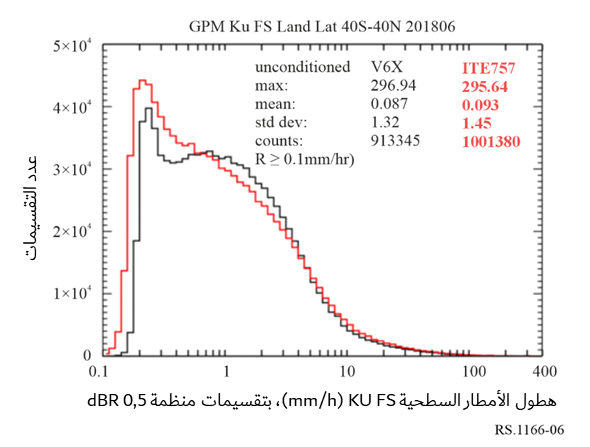 GPM Ku FS Land Lat 40S-40N 201806
unconditioned V6X ITE757
max: 296.94 295.64
mean: 0.087 0.093
std dev: 1.32 1.45
counts: 913345 1001380
R ≥ 0.1mm/hr)
5×10⁴
4×10⁴
3×10⁴
2×10⁴
1×10⁴
0
عدد التقسيمات
0.1 1 10 100 400
هطول الأمطار السطحية KU FS (mm/h)، بتقسيمات منظمة dBR 0,5
RS.1166-06